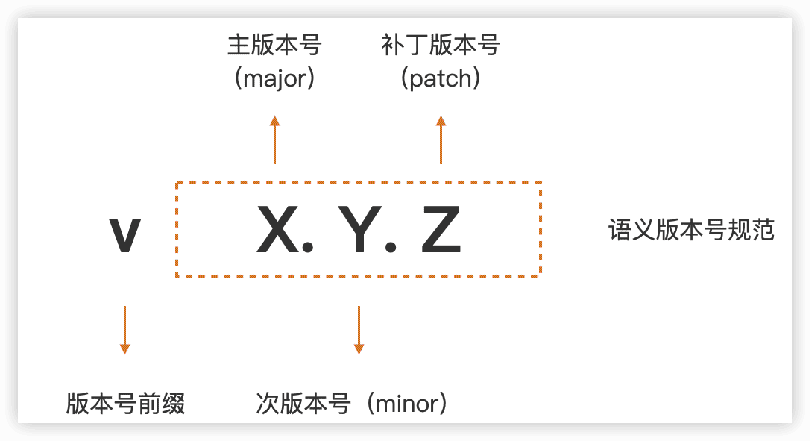 主版本号
（major）
补丁版本号
（patch）
v
X. Y. Z
语义版本号规范
版本号前缀
次版本号（minor）